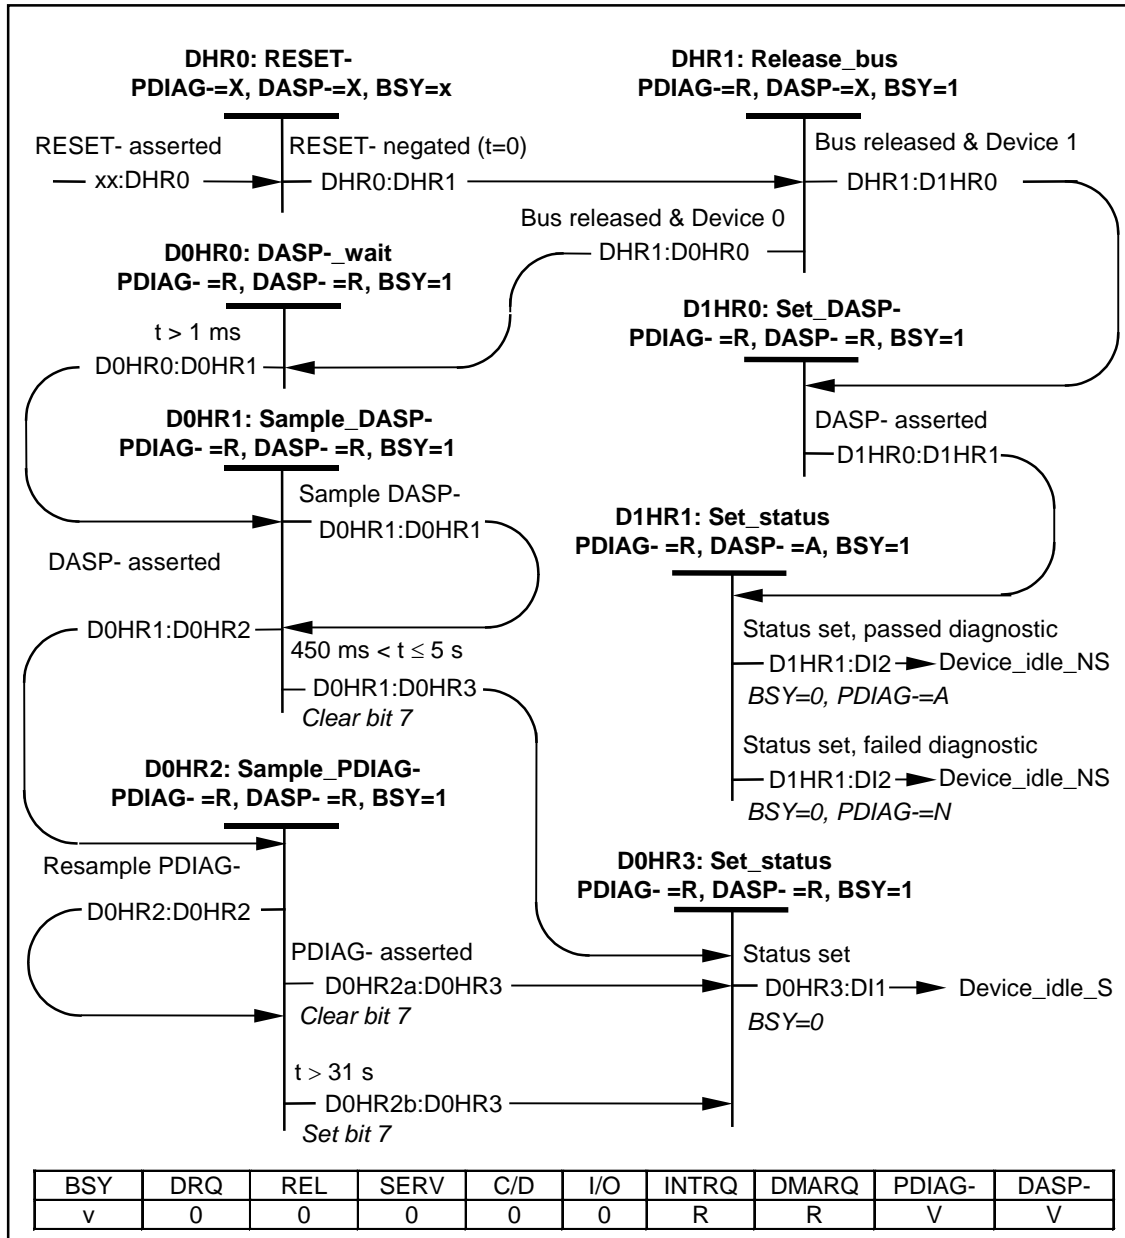 DHR0: RESET-
PDIAG-=X, DASP-=X, BSY=x
RESET- asserted
xx:DHR0
RESET- negated (t=0)
DHR0:DHR1
DHR1: Release_bus
PDIAG-=R, DASP-=X, BSY=1
Bus released & Device 1
DHR1:D1HR0
Bus released & Device 0
DHR1:D0HR0
D0HR0: DASP-_wait
PDIAG- =R, DASP- =R, BSY=1
t > 1 ms
D0HR0:D0HR1
D1HR0: Set_DASP-
PDIAG- =R, DASP- =R, BSY=1
DASP- asserted
D1HR0:D1HR1
D0HR1: Sample_DASP-
PDIAG- =R, DASP- =R, BSY=1
Sample DASP-
D0HR1:D0HR1
DASP- asserted
D0HR1:D0HR2
450 ms < t ≤ 5 s
D0HR1:D0HR3
Clear bit 7
D1HR1: Set_status
PDIAG- =R, DASP- =A, BSY=1
Status set, passed diagnostic
D1HR1:DI2 Device_idle_NS
BSY=0, PDIAG-=A
Status set, failed diagnostic
D1HR1:DI2 Device_idle_NS
BSY=0, PDIAG-=N
D0HR2: Sample_PDIAG-
PDIAG- =R, DASP- =R, BSY=1
Resample PDIAG-
D0HR2:D0HR2
PDIAG- asserted
D0HR2a:D0HR3
Clear bit 7
t > 31 s
D0HR2b:D0HR3
Set bit 7
D0HR3: Set_status
PDIAG- =R, DASP- =R, BSY=1
Status set
D0HR3:DI1 Device_idle_S
BSY=0
BSY DRQ REL SERV C/D I/O INTRQ DMARQ PDIAG- DASP-
v 0 0 0 0 0 R R V V